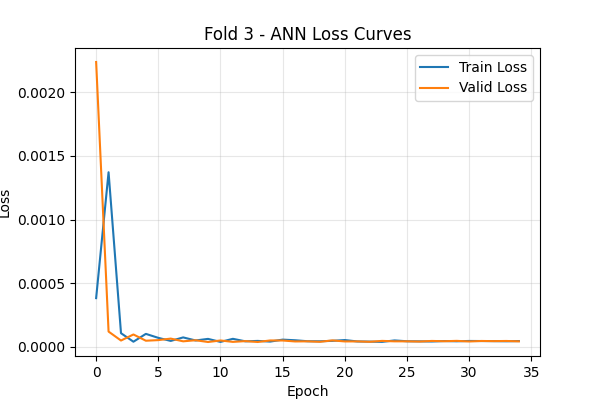 Fold 3 - ANN Loss Curves
Train Loss
Valid Loss
0.0020
0.0015
0.0010
0.0005
0.0000
Loss
0 5 10 15 20 25 30 35
Epoch